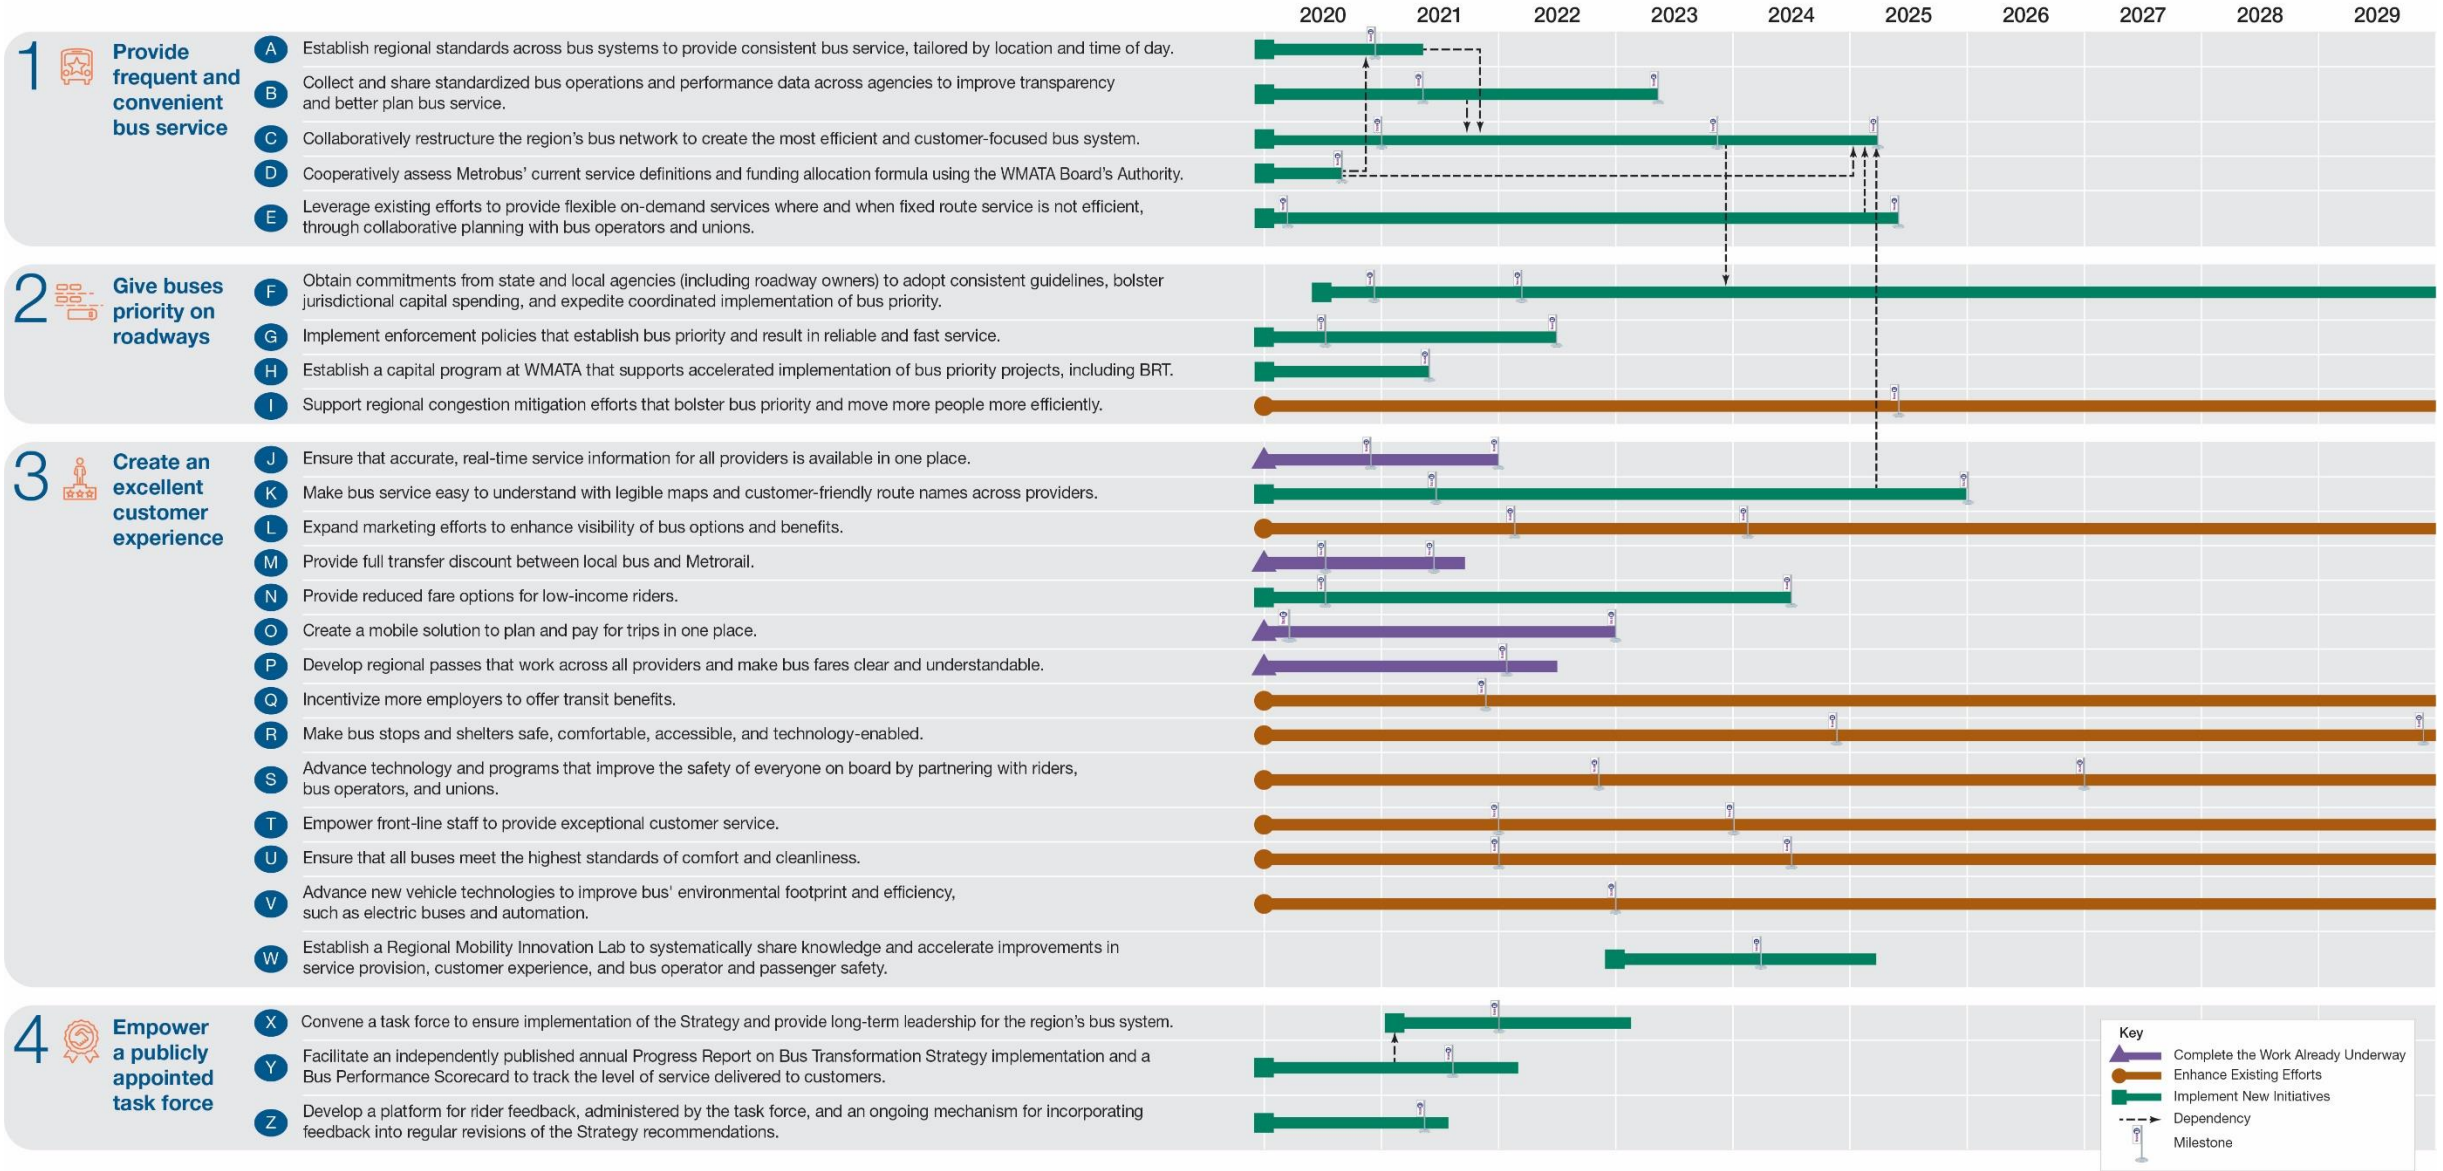 2020 2021 2022 2023 2024 2025 2026 2027 2028 2029
1
Provide
frequent and
convenient
bus service
A Establish regional standards across bus systems to provide consistent bus service, tailored by location and time of day.
B Collect and share standardized bus operations and performance data across agencies to improve transparency
and better plan bus service.
C Collaboratively restructure the region’s bus network to create the most efficient and customer-focused bus system.
D Cooperatively assess Metrobus’ current service definitions and funding allocation formula using the WMATA Board’s Authority.
E Leverage existing efforts to provide flexible on-demand services where and when fixed route service is not efficient,
through collaborative planning with bus operators and unions.
2
Give buses
priority on
roadways
F Obtain commitments from state and local agencies (including roadway owners) to adopt consistent guidelines, bolster
jurisdictional capital spending, and expedite coordinated implementation of bus priority.
G Implement enforcement policies that establish bus priority and result in reliable and fast service.
H Establish a capital program at WMATA that supports accelerated implementation of bus priority projects, including BRT.
I Support regional congestion mitigation efforts that bolster bus priority and move more people more efficiently.
3
Create an
excellent
customer
experience
J Ensure that accurate, real-time service information for all providers is available in one place.
K Make bus service easy to understand with legible maps and customer-friendly route names across providers.
L Expand marketing efforts to enhance visibility of bus options and benefits.
M Provide full transfer discount between local bus and Metrorail.
N Provide reduced fare options for low-income riders.
O Create a mobile solution to plan and pay for trips in one place.
P Develop regional passes that work across all providers and make bus fares clear and understandable.
Q Incentivize more employers to offer transit benefits.
R Make bus stops and shelters safe, comfortable, accessible, and technology-enabled.
S Advance technology and programs that improve the safety of everyone on board by partnering with riders,
bus operators, and unions.
T Empower front-line staff to provide exceptional customer service.
U Ensure that all buses meet the highest standards of comfort and cleanliness.
V Advance new vehicle technologies to improve bus' environmental footprint and efficiency,
such as electric buses and automation.
W Establish a Regional Mobility Innovation Lab to systematically share knowledge and accelerate improvements in
service provision, customer experience, and bus operator and passenger safety.
4
Empower
a publicly
appointed
task force
X Convene a task force to ensure implementation of the Strategy and provide long-term leadership for the region’s bus system.
Y Facilitate an independently published annual Progress Report on Bus Transformation Strategy implementation and a
Bus Performance Scorecard to track the level of service delivered to customers.
Z Develop a platform for rider feedback, administered by the task force, and an ongoing mechanism for incorporating
feedback into regular revisions of the Strategy recommendations.
Key
Complete the Work Already Underway
Enhance Existing Efforts
Implement New Initiatives
Dependency
Milestone